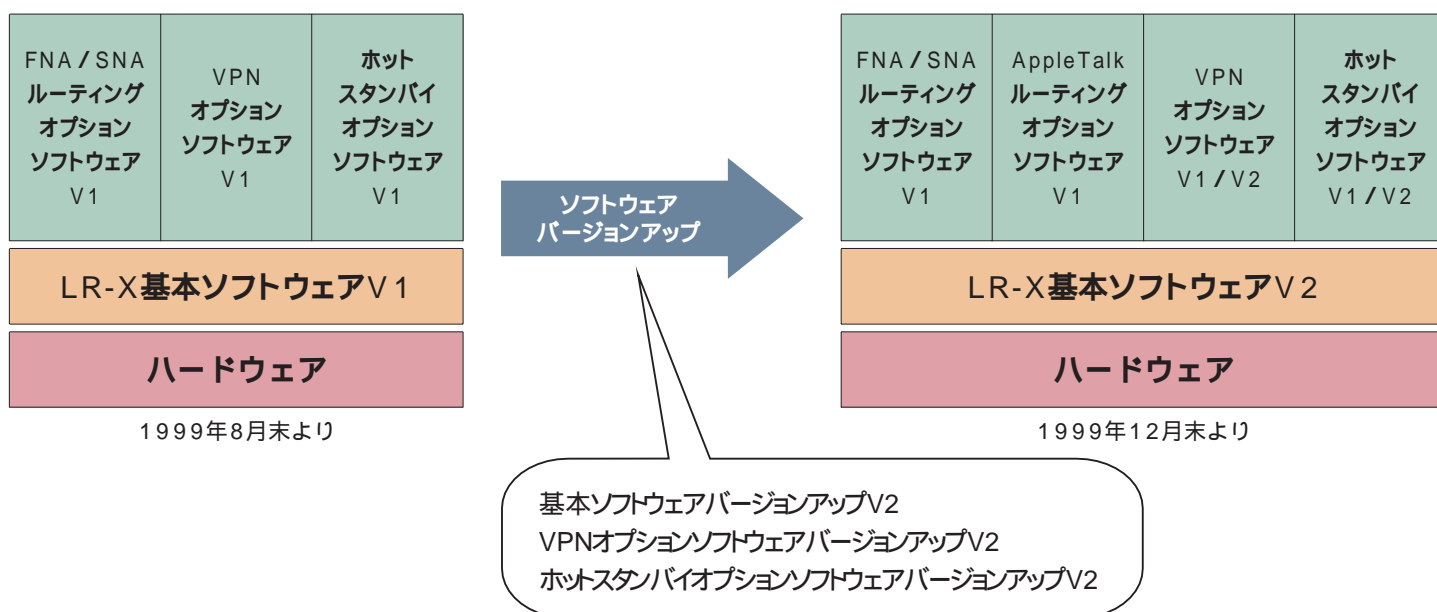 FNA/SNA
ルーティング
オプション
ソフトウェア
V1
VPN
オプション
ソフトウェア
V1
ホット
スタンバイ
オプション
ソフトウェア
V1
LR-X基本ソフトウェアV1
ハードウェア
1999年8月末より
ソフトウェア
バージョンアップ
FNA/SNA
ルーティング
オプション
ソフトウェア
V1
AppleTalk
ルーティング
オプション
ソフトウェア
V1
VPN
オプション
ソフトウェア
V1/V2
ホット
スタンバイ
オプション
ソフトウェア
V1/V2
LR-X基本ソフトウェアV2
ハードウェア
1999年12月末より
基本ソフトウェアバージョンアップV2
VPNオプションソフトウェアバージョンアップV2
ホットスタンバイオプションソフトウェアバージョンアップV2